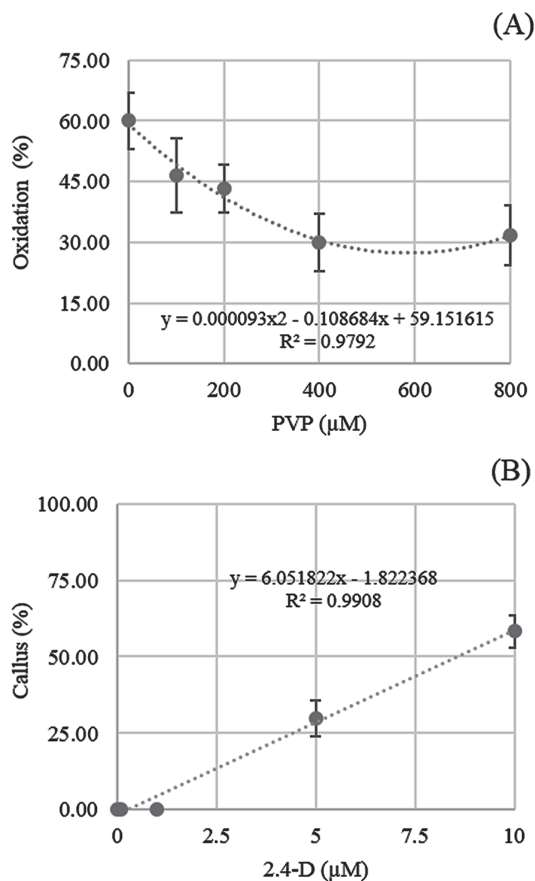 (A)
75.00
60.00
45.00
30.00
15.00
0.00
Oxidation (%)
y = 0.000093x2 - 0.108684x + 59.151615
R² = 0.9792
0 200 400 600 800
PVP (µM)
(B)
100.00
75.00
50.00
25.00
0.00
Callus (%)
y = 6.051822x - 1.822368
R² = 0.9908
0 2.5 5 7.5 10
2.4-D (µM)